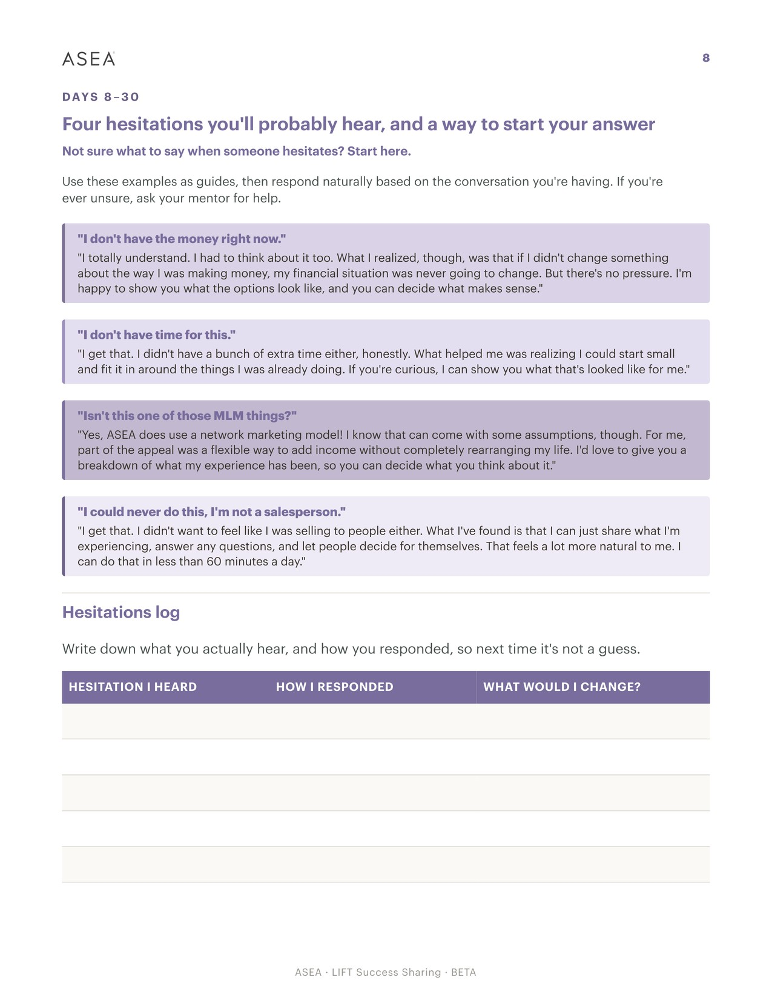 ASEA
8
DAYS 8–30
Four hesitations you'll probably hear, and a way to start your answer
Not sure what to say when someone hesitates? Start here.
Use these examples as guides, then respond naturally based on the conversation you're having. If you're
ever unsure, ask your mentor for help.
"I don't have the money right now."
"I totally understand. I had to think about it too. What I realized, though, was that if I didn't change something
about the way I was making money, my financial situation was never going to change. But there's no pressure. I'm
happy to show you what the options look like, and you can decide what makes sense."
"I don't have time for this."
"I get that. I didn't have a bunch of extra time either, honestly. What helped me was realizing I could start small
and fit it in around the things I was already doing. If you're curious, I can show you what that's looked like for me."
"Isn't this one of those MLM things?"
"Yes, ASEA does use a network marketing model! I know that can come with some assumptions, though. For me,
part of the appeal was a flexible way to add income without completely rearranging my life. I'd love to give you a
breakdown of what my experience has been, so you can decide what you think about it."
"I could never do this, I'm not a salesperson."
"I get that. I didn't want to feel like I was selling to people either. What I've found is that I can just share what I'm
experiencing, answer any questions, and let people decide for themselves. That feels a lot more natural to me. I
can do that in less than 60 minutes a day."
Hesitations log
Write down what you actually hear, and how you responded, so next time it's not a guess.
HESITATION I HEARD HOW I RESPONDED WHAT WOULD I CHANGE?
ASEA · LIFT Success Sharing · BETA